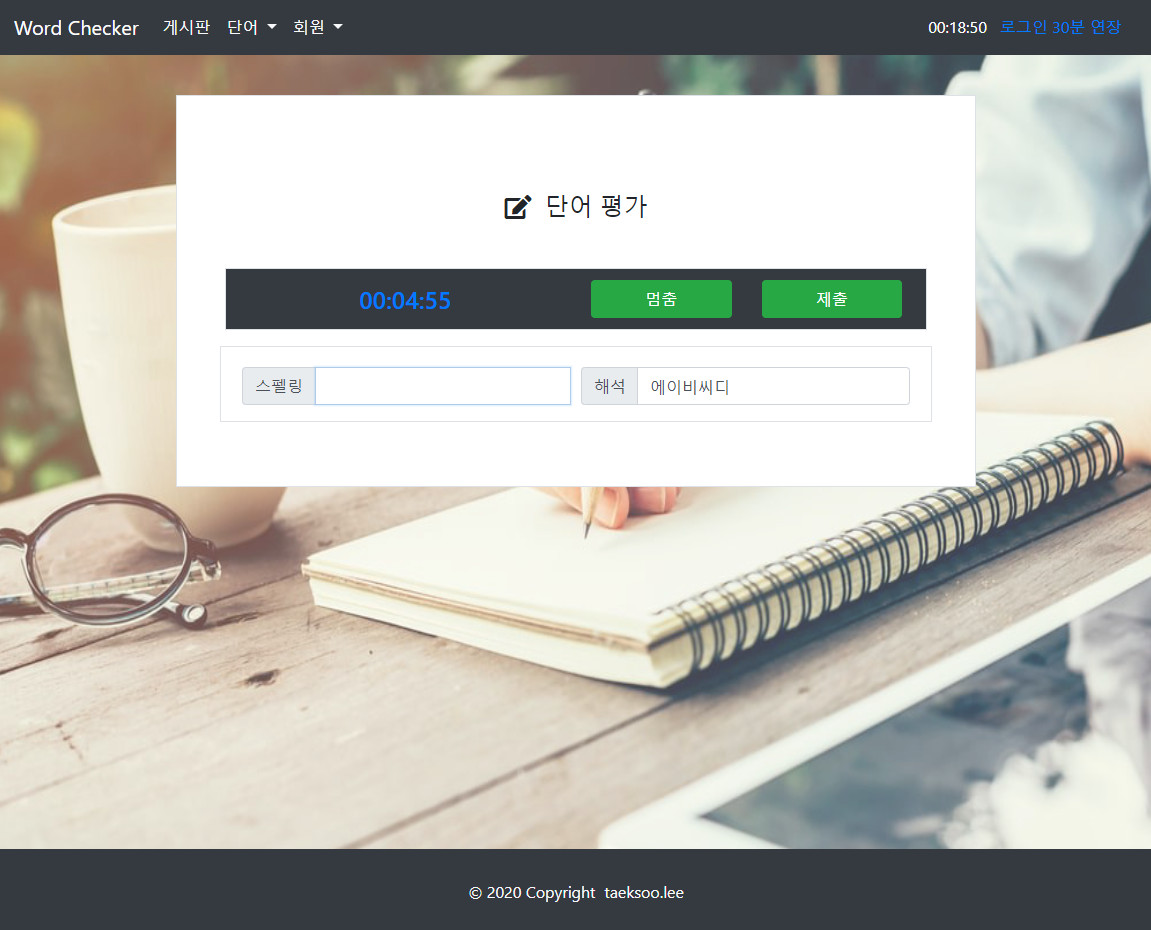 Word Checker 게시판 단어 회원 00:18:50 로그인 30분 연장
단어 평가
00:04:55 멈춤 제출
스펠링 해석 에이비씨디
© 2020 Copyright taeksoo.lee